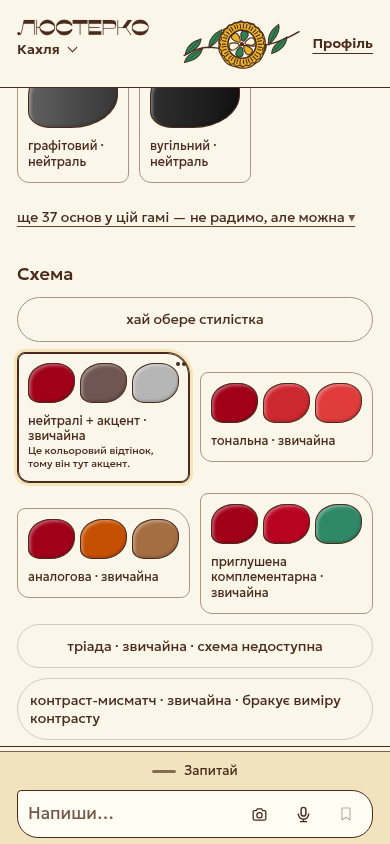 ЛЮСТЕРКО
Кахля
Профіль
графітовий ·
нейтраль
вугільний ·
нейтраль
ще 37 основ у цій гамі — не радимо, але можна ▾
Схема
хай обере стилістка
нейтралі + акцент ·
звичайна
Це кольоровий відтінок,
тому він тут акцент.
тональна · звичайна
аналогова · звичайна
приглушена
комплементарна ·
звичайна
тріада · звичайна · схема недоступна
контраст-мисматч · звичайна · бракує виміру
контрасту
Запитай
Напиши...